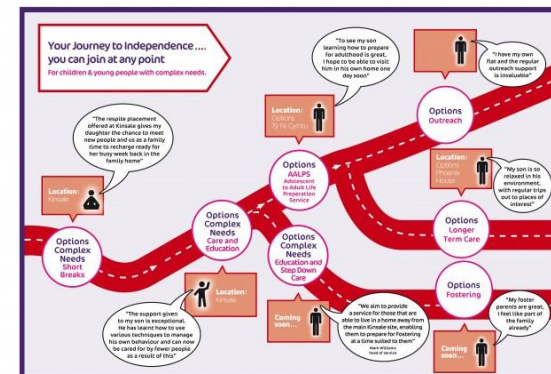 Your Journey to Independence....
you can join at any point
For children & young people with complex needs.
"To see my son
learning how to prepare
for adulthood is great,
I hope to be able to visit
him in his own home one
day soon"
"I have my own
flat and the regular
outreach support
is invaluable"
"The respite placement
offered at Kinsale gives my
daughter the chance to meet
new people and us as a family
time to recharge ready for
her busy week back in the
family home"
Location:
Options
Ty Ni Cymru
Options
Outreach
Location:
Kinsale
Options
AALPS
Adolescent
to Adult Life
Preparation
Service
Location:
Options
Phoenix
House
"My son is so
relaxed in his
environment,
with regular trips
out to places of
interest"
Options
Complex
Needs
Short
Breaks
Options
Complex
Needs
Care and
Education
Options
Complex
Needs
Education and
Step Down
Care
Options
Longer
Term Care
Location:
Kinsale
Options
Fostering
"The support given
to my son is exceptional,
He has learnt how to use
various techniques to manage
his own behaviour and can now
be cared for by fewer people
as a result of this"
Coming
soon...
"We aim to provide
a service for those that are
able to live in a home away from
the main Kinsale site, enabling
them to prepare for Fostering
at a time suited to them"
Mark Williams
head of service
Coming
soon...
"My foster
parents are great,
I feel like part of
the family
already"